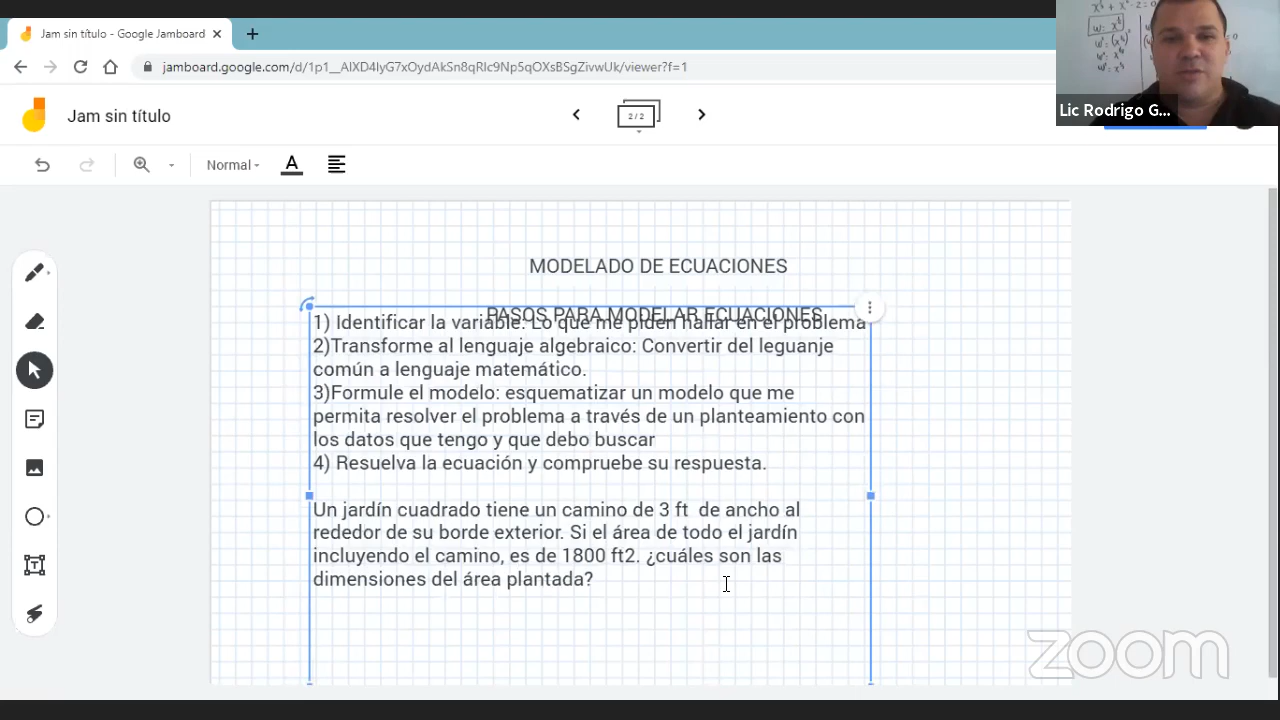 Jam sin título - Google Jamboard
jamboard.google.com/d/1p1__AlXD4lyG7xOydAkSn8qRlc9Np5qOXsBSgZivwUk/viewer?f=1
Lic Rodrigo G...
Jam sin título
2 / 2
Normal
A
MODELADO DE ECUACIONES
PASOS PARA MODELAR ECUACIONES
1) Identificar la variable: Lo que me piden hallar en el problema
2)Transforme al lenguaje algebraico: Convertir del leguanje
común a lenguaje matemático.
3)Formule el modelo: esquematizar un modelo que me
permita resolver el problema a través de un planteamiento con
los datos que tengo y que debo buscar
4) Resuelva la ecuación y compruebe su respuesta.
Un jardín cuadrado tiene un camino de 3 ft de ancho al
rededor de su borde exterior. Si el área de todo el jardín
incluyendo el camino, es de 1800 ft2. ¿cuáles son las
dimensiones del área plantada?
zoom